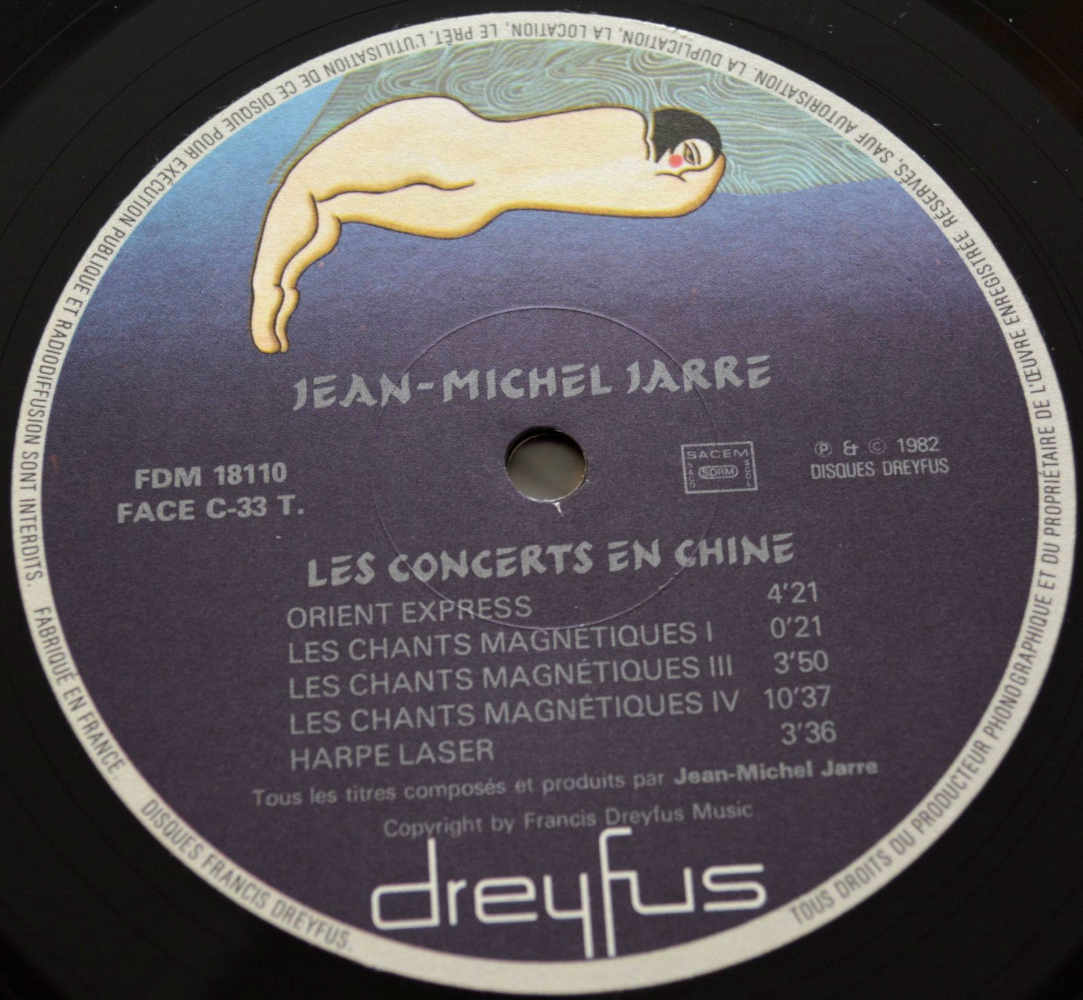 JEAN-MICHEL JARRE
FDM 18110
FACE C-33 T.
SACEM
SDRM
SACD
SGDL
℗ & © 1982
DISQUES DREYFUS
LES CONCERTS EN CHINE
ORIENT EXPRESS 4'21
LES CHANTS MAGNÉTIQUES I 0'21
LES CHANTS MAGNÉTIQUES III 3'50
LES CHANTS MAGNÉTIQUES IV 10'37
HARPE LASER 3'36
Tous les titres composés et produits par Jean-Michel Jarre
Copyright by Francis Dreyfus Music
dreyfus
TOUS DROITS DU PRODUCTEUR PHONOGRAPHIQUE ET DU PROPRIÉTAIRE DE L'ŒUVRE ENREGISTRÉE RÉSERVÉS, SAUF AUTORISATION, LA DUPLICATION, LA LOCATION, LE PRÊT, L'UTILISATION DE CE DISQUE POUR EXÉCUTION PUBLIQUE ET RADIODIFFUSION SONT INTERDITS. FABRIQUÉ EN FRANCE.
DISQUES FRANCIS DREYFUS.